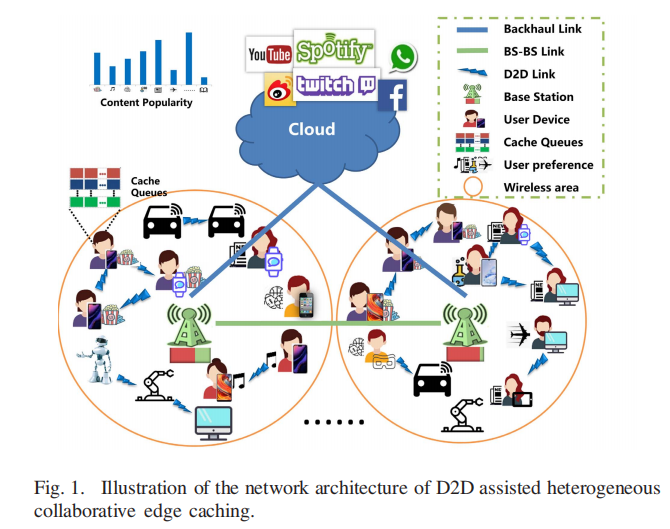 Content Popularity
YouTube
Spotify
twitch
Cloud
Backhaul Link
BS-BS Link
D2D Link
Base Station
User Device
Cache Queues
User preference
Wireless area
Cache
Queues
NEWS
......
Fig. 1. Illustration of the network architecture of D2D assisted heterogeneous
collaborative edge caching.